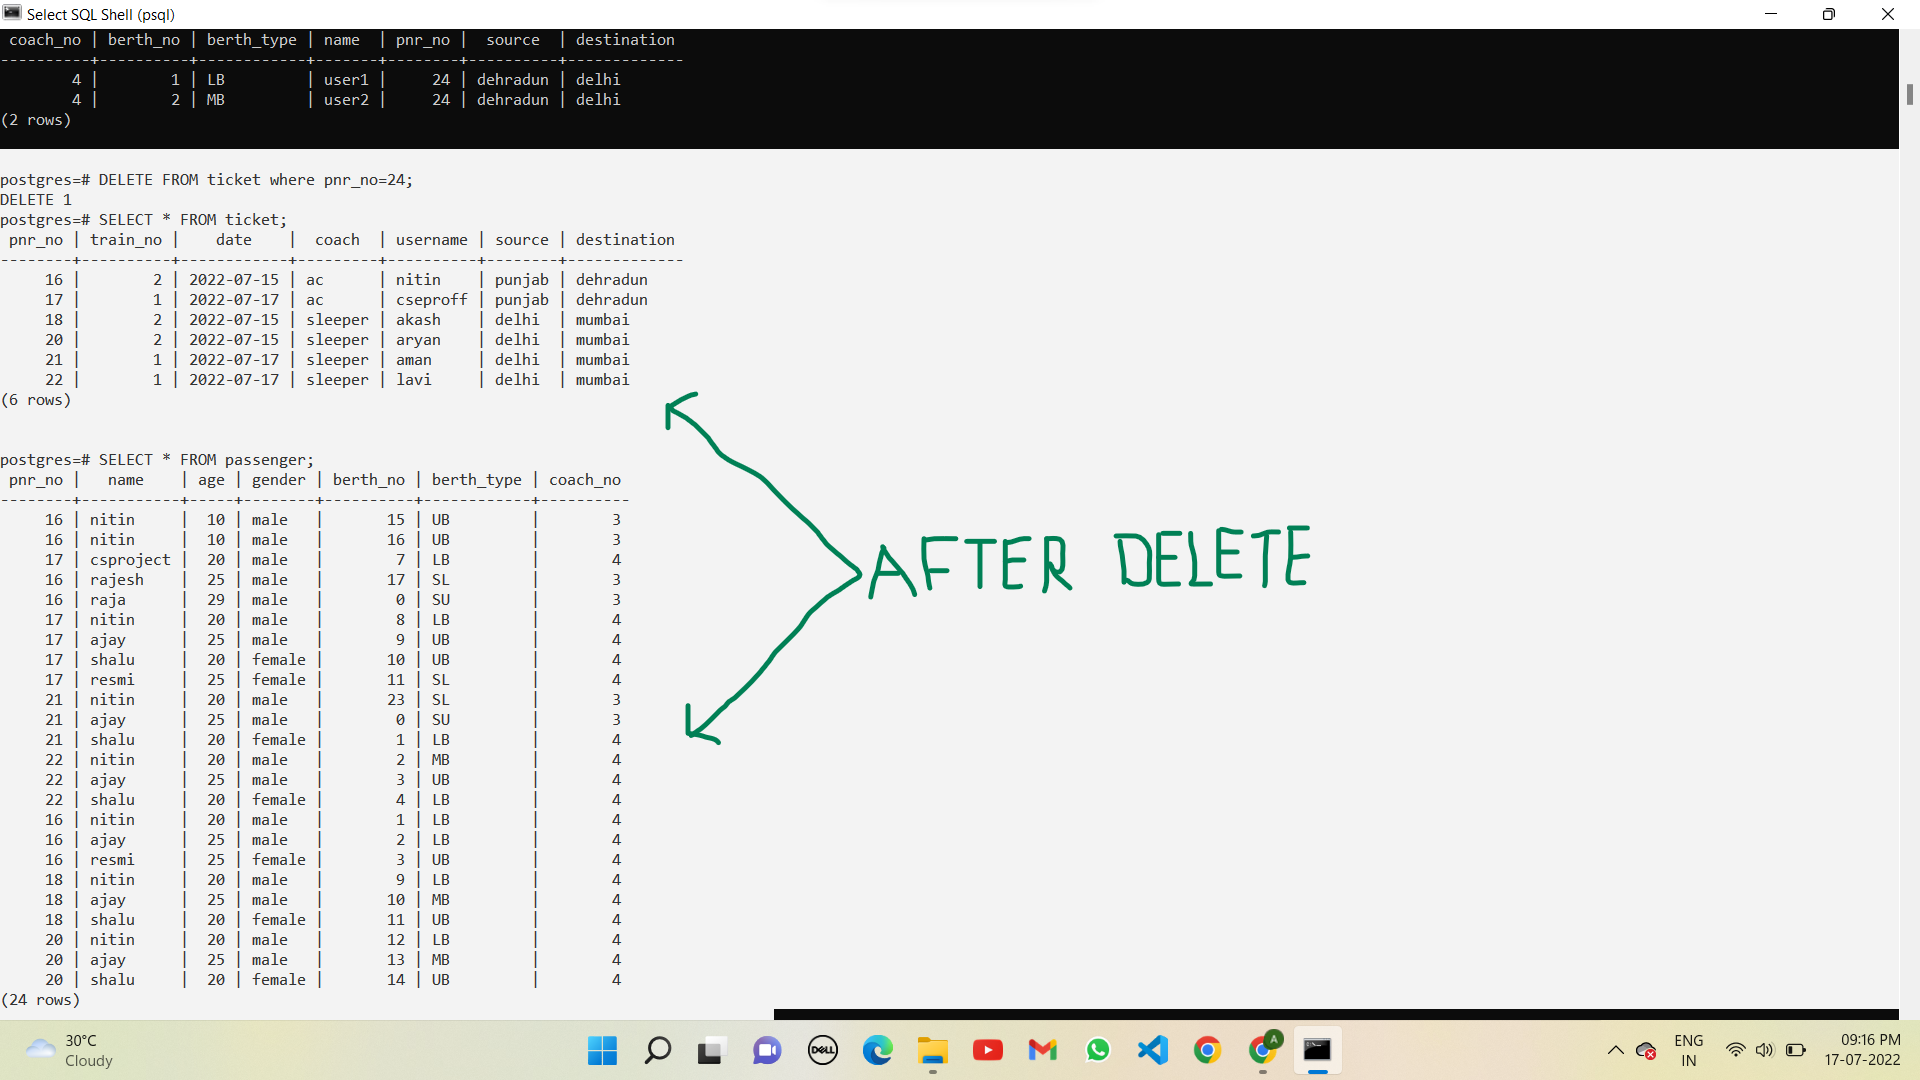 Select SQL Shell (psql)
 coach_no | berth_no | berth_type | name  | pnr_no |  source  | destination
----------+----------+------------+-------+--------+----------+-------------
        4 |        1 | LB         | user1 |     24 | dehradun | delhi
        4 |        2 | MB         | user2 |     24 | dehradun | delhi
(2 rows)
postgres=# DELETE FROM ticket where pnr_no=24;
DELETE 1
postgres=# SELECT * FROM ticket;
 pnr_no | train_no |    date    |  coach  | username | source | destination
--------+----------+------------+---------+----------+--------+-------------
     16 |        2 | 2022-07-15 | ac      | nitin    | punjab | dehradun
     17 |        1 | 2022-07-17 | ac      | cseproff | punjab | dehradun
     18 |        2 | 2022-07-15 | sleeper | akash    | delhi  | mumbai
     20 |        2 | 2022-07-15 | sleeper | aryan    | delhi  | mumbai
     21 |        1 | 2022-07-17 | sleeper | aman     | delhi  | mumbai
     22 |        1 | 2022-07-17 | sleeper | lavi     | delhi  | mumbai
(6 rows)
postgres=# SELECT * FROM passenger;
 pnr_no |   name    | age | gender | berth_no | berth_type | coach_no
--------+-----------+-----+--------+----------+------------+----------
     16 | nitin     |  10 | male   |       15 | UB         |        3
     16 | nitin     |  10 | male   |       16 | UB         |        3
     17 | csproject |  20 | male   |        7 | LB         |        4
     16 | rajesh    |  25 | male   |       17 | SL         |        3
     16 | raja      |  29 | male   |        0 | SU         |        3
     17 | nitin     |  20 | male   |        8 | LB         |        4
     17 | ajay      |  25 | male   |        9 | UB         |        4
     17 | shalu     |  20 | female |       10 | UB         |        4
     17 | resmi     |  25 | female |       11 | SL         |        4
     21 | nitin     |  20 | male   |       23 | SL         |        3
     21 | ajay      |  25 | male   |        0 | SU         |        3
     21 | shalu     |  20 | female |        1 | LB         |        4
     22 | nitin     |  20 | male   |        2 | MB         |        4
     22 | ajay      |  25 | male   |        3 | UB         |        4
     22 | shalu     |  20 | female |        4 | LB         |        4
     16 | nitin     |  20 | male   |        1 | LB         |        4
     16 | ajay      |  25 | male   |        2 | LB         |        4
     16 | resmi     |  25 | female |        3 | UB         |        4
     18 | nitin     |  20 | male   |        9 | LB         |        4
     18 | ajay      |  25 | male   |       10 | MB         |        4
     18 | shalu     |  20 | female |       11 | UB         |        4
     20 | nitin     |  20 | male   |       12 | LB         |        4
     20 | ajay      |  25 | male   |       13 | MB         |        4
     20 | shalu     |  20 | female |       14 | UB         |        4
(24 rows)
AFTER DELETE
30°C
Cloudy
DELL
A
ENG
IN
09:16 PM
17-07-2022